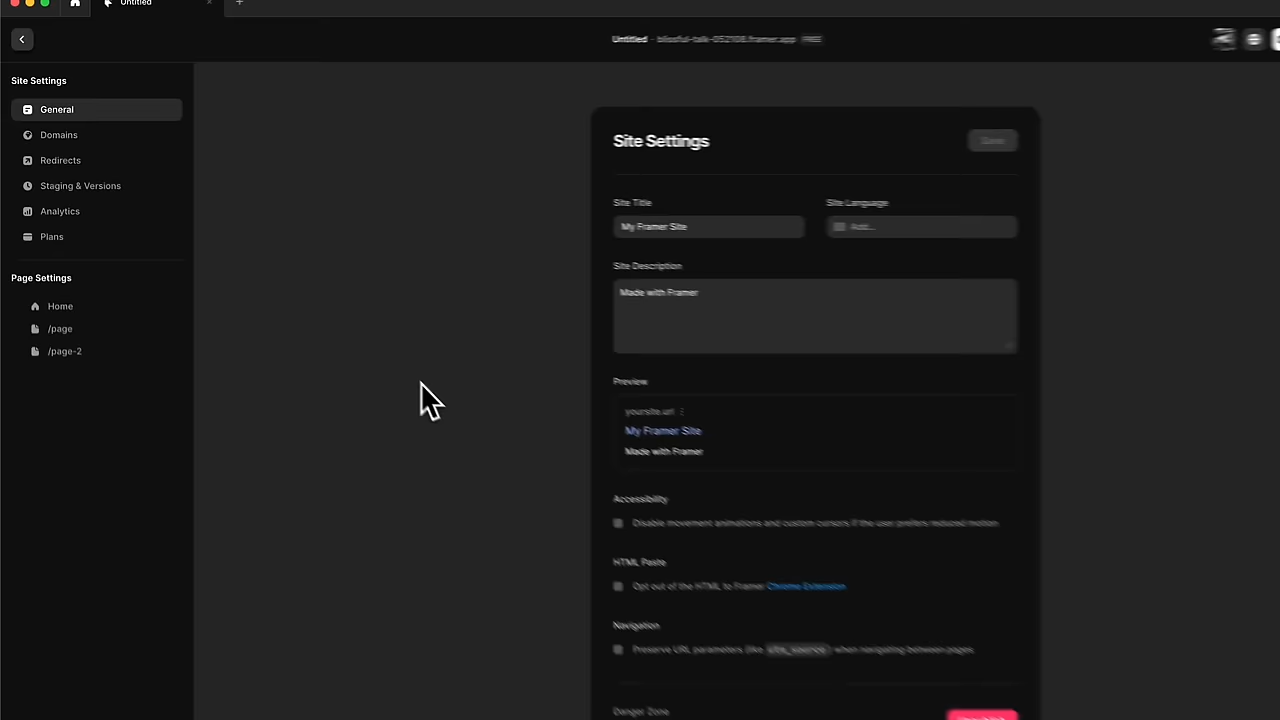 Untitled
Untitled · blissful-talk-052108.framer.app FREE
Site Settings
General
Domains
Redirects
Staging & Versions
Analytics
Plans
Page Settings
Home
/page
/page-2
Site Settings
Save
Site Title
Site Language
My Framer Site
Add...
Site Description
Made with Framer
Preview
yoursite.url
My Framer Site
Made with Framer
Accessibility
Disable movement animations and custom cursors if the user prefers reduced motion.
HTML Paste
Opt out of the HTML to Framer Chrome Extension
Navigation
Preserve URL parameters (like utm_source) when navigating between pages.
Danger Zone